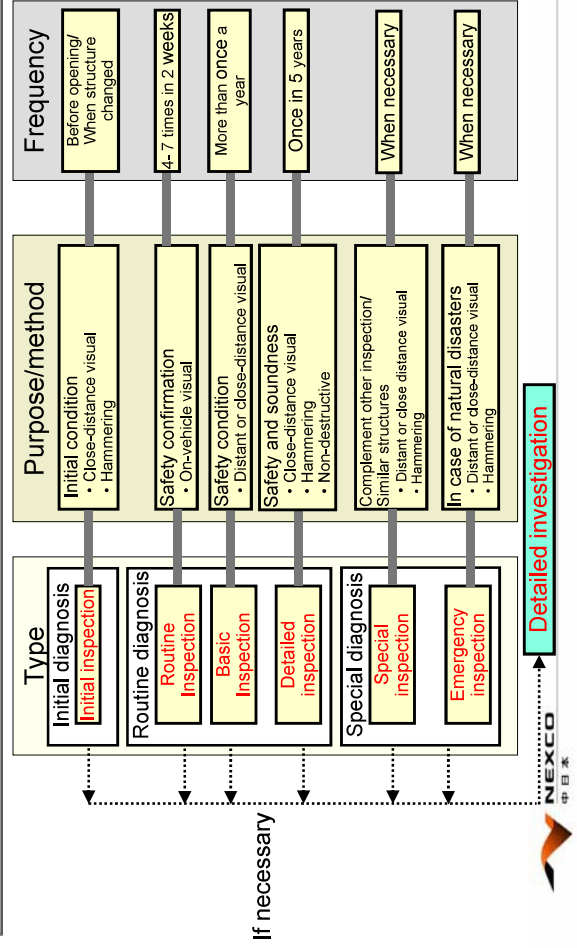 Type
Purpose/method
Frequency
Initial diagnosis
Initial inspection
Initial condition
• Close-distance visual
• Hammering
Before opening/
When structure
changed
Routine diagnosis
Routine
Inspection
Safety confirmation
• On-vehicle visual
4- 7 times in 2 weeks
Basic
Inspection
Safety condition
• Distant or close-distance visual
More than once a
year
Detailed
inspection
Safety and soundness
• Close-distance visual
• Hammering
• Non-destructive
Once in 5 years
Special diagnosis
Special
inspection
Complement other inspection/
Similar structures
• Distant or close distance visual
• Hammering
When necessary
Emergency
inspection
In case of natural disasters
• Distant or close-distance visual
• Hammering
When necessary
If necessary
Detailed investigation
NEXCO
中日本